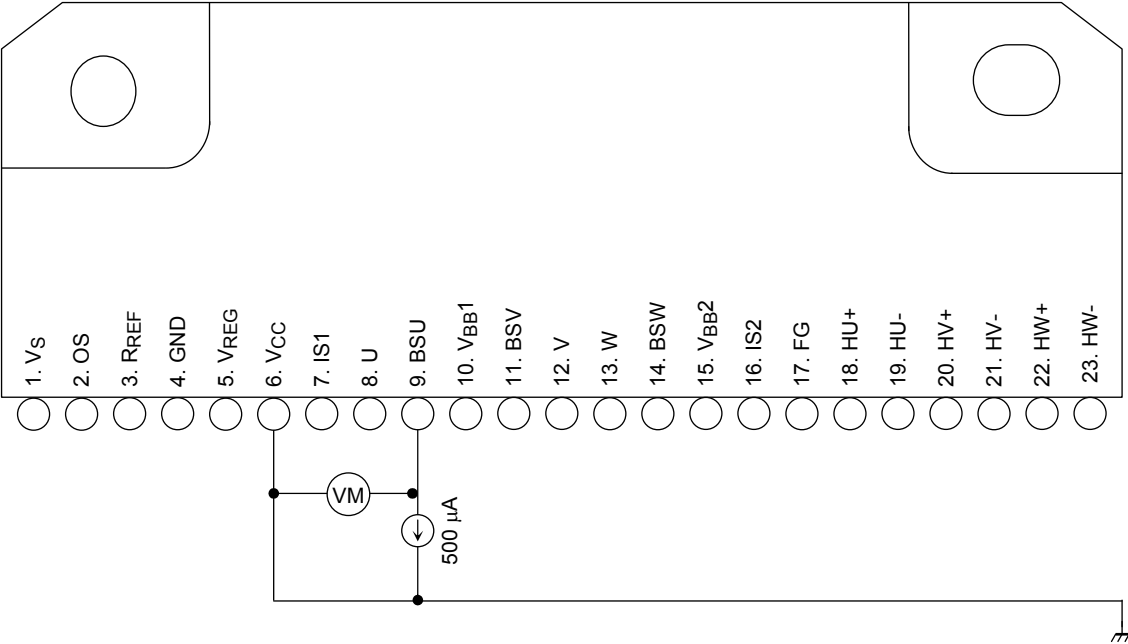 1. VS
2. OS
3. RREF
4. GND
5. VREG
6. VCC
7. IS1
8. U
9. BSU
10. VBB1
11. BSV
12. V
13. W
14. BSW
15. VBB2
16. IS2
17. FG
18. HU+
19. HU-
20. HV+
21. HV-
22. HW+
23. HW-
VM
500 μA